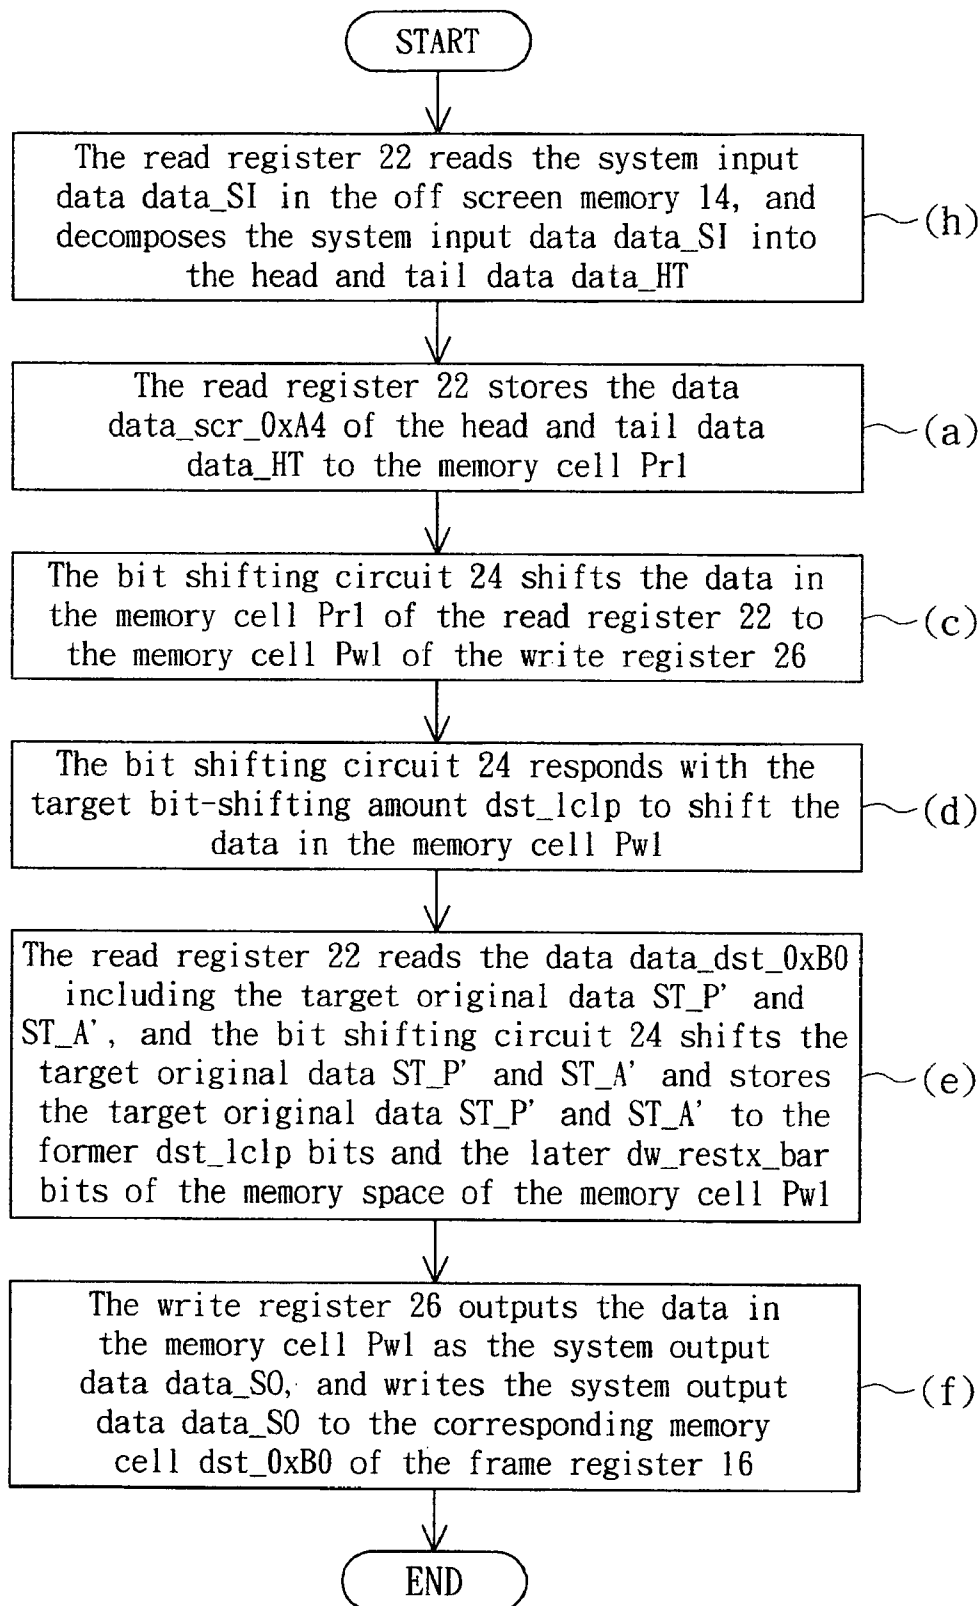 START
The read register 22 reads the system input
data data_SI in the off screen memory 14, and
decomposes the system input data data_SI into
the head and tail data data_HT
(h)
The read register 22 stores the data
data_scr_0xA4 of the head and tail data
data_HT to the memory cell Pr1
(a)
The bit shifting circuit 24 shifts the data in
the memory cell Pr1 of the read register 22 to
the memory cell Pw1 of the write register 26
(c)
The bit shifting circuit 24 responds with the
target bit-shifting amount dst_lclp to shift the
data in the memory cell Pw1
(d)
The read register 22 reads the data data_dst_0xB0
including the target original data ST_P' and
ST_A', and the bit shifting circuit 24 shifts the
target original data ST_P' and ST_A' and stores
the target original data ST_P' and ST_A' to the
former dst_lclp bits and the later dw_restx_bar
bits of the memory space of the memory cell Pw1
(e)
The write register 26 outputs the data in
the memory cell Pw1 as the system output
data data_SO, and writes the system output
data data_SO to the corresponding memory
cell dst_0xB0 of the frame register 16
(f)
END